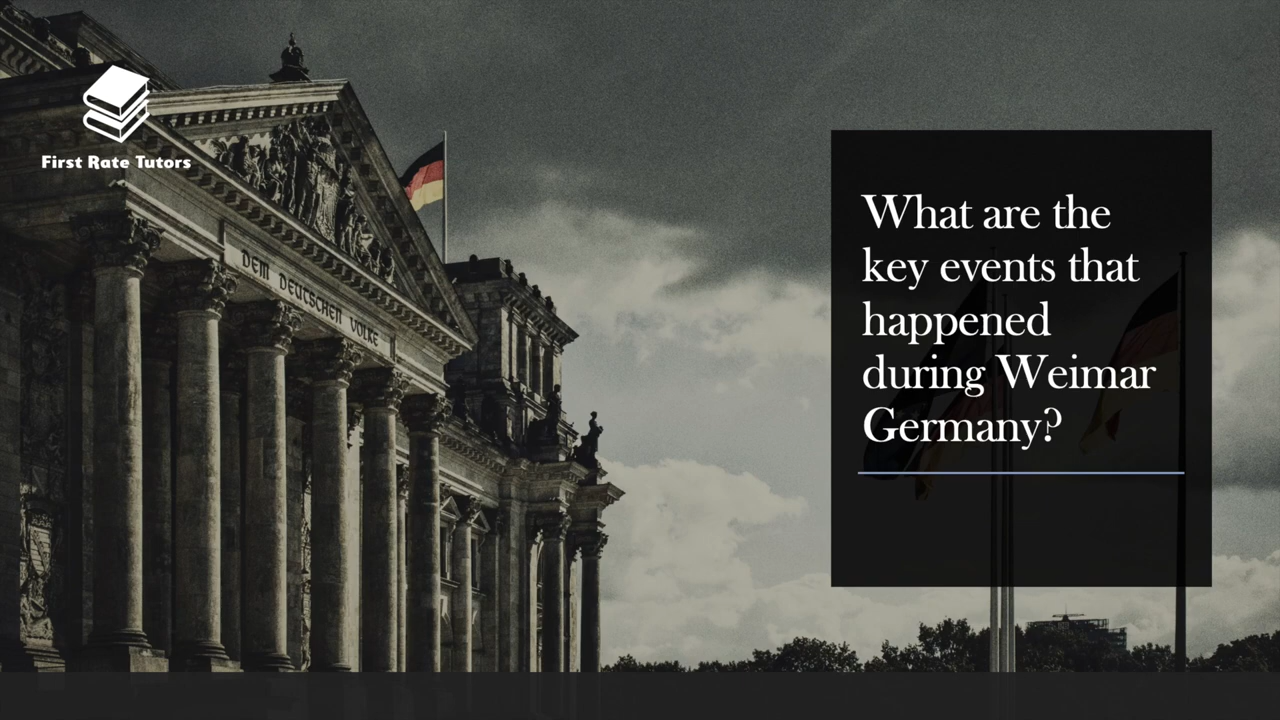 First Rate Tutors
DEM DEUTSCHEN VOLKE
What are the
key events that
happened
during Weimar
Germany?